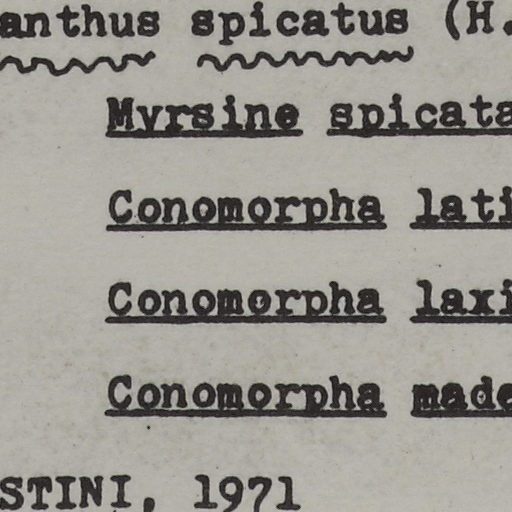 anthus spicatus (H.
Myrsine spicata
Conomorpha lati
Conomorpha laxi
Conomorpha made
STINI, 1971